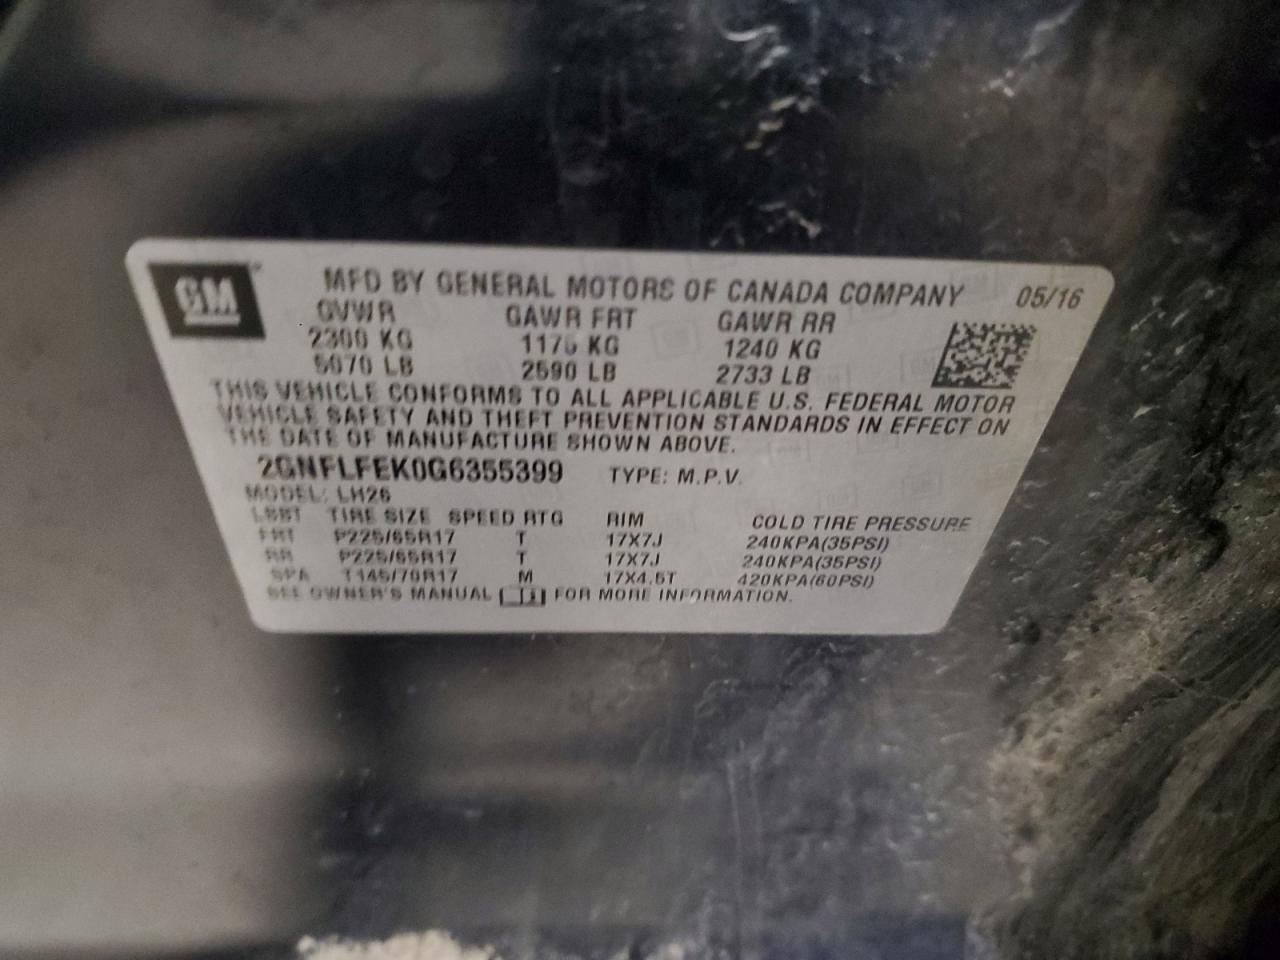 GM
MFD BY GENERAL MOTORS OF CANADA COMPANY 05/16
GVWR GAWR FRT GAWR RR
2300 KG 1175 KG 1240 KG
5070 LB 2590 LB 2733 LB
THIS VEHICLE CONFORMS TO ALL APPLICABLE U.S. FEDERAL MOTOR
VEHICLE SAFETY AND THEFT PREVENTION STANDARDS IN EFFECT ON
THE DATE OF MANUFACTURE SHOWN ABOVE.
2GNFLFEK0G6355399 TYPE: M.P.V.
MODEL: LH26
TIRE SIZE SPEED RTG RIM COLD TIRE PRESSURE
FRT P225/65R17 T 17X7J 240KPA(35PSI)
RR P225/65R17 T 17X7J 240KPA(35PSI)
SPA T145/70R17 M 17X4.5T 420KPA(60PSI)
SEE OWNER'S MANUAL FOR MORE INFORMATION.